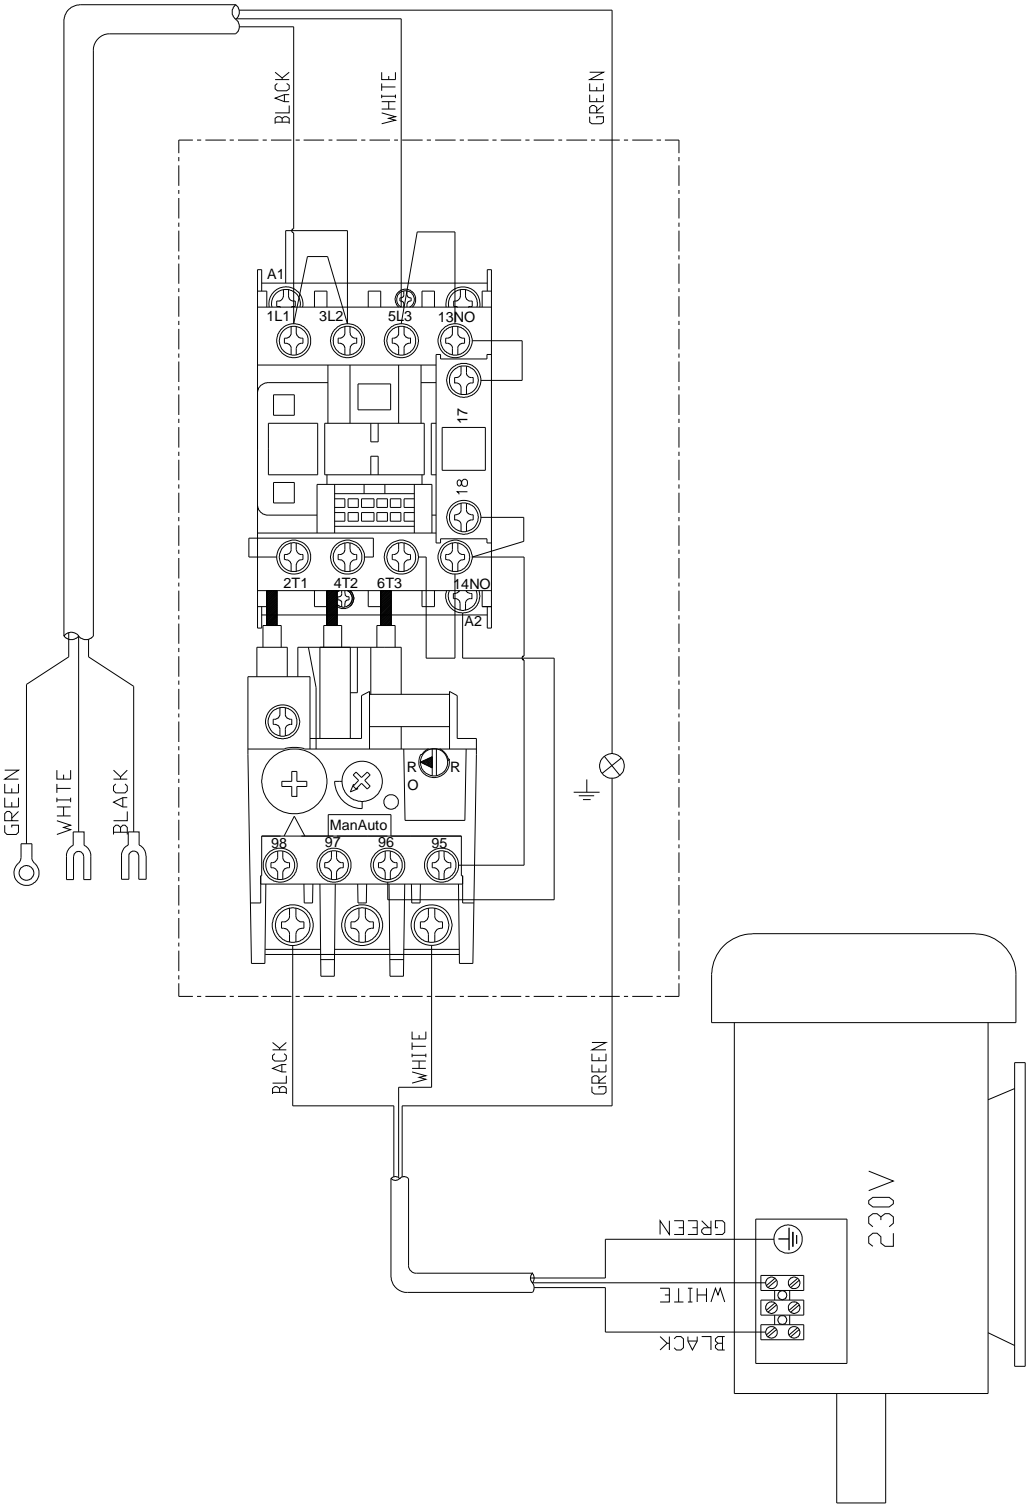 BLACK
WHITE
GREEN
A1
1L1
3L2
5L3
13NO
17
18
2T1
4T2
6T3
14NO
A2
R
R
O
GREEN
WHITE
BLACK
ManAuto
98
97
96
95
BLACK
WHITE
GREEN
230V
GREEN
WHITE
BLACK